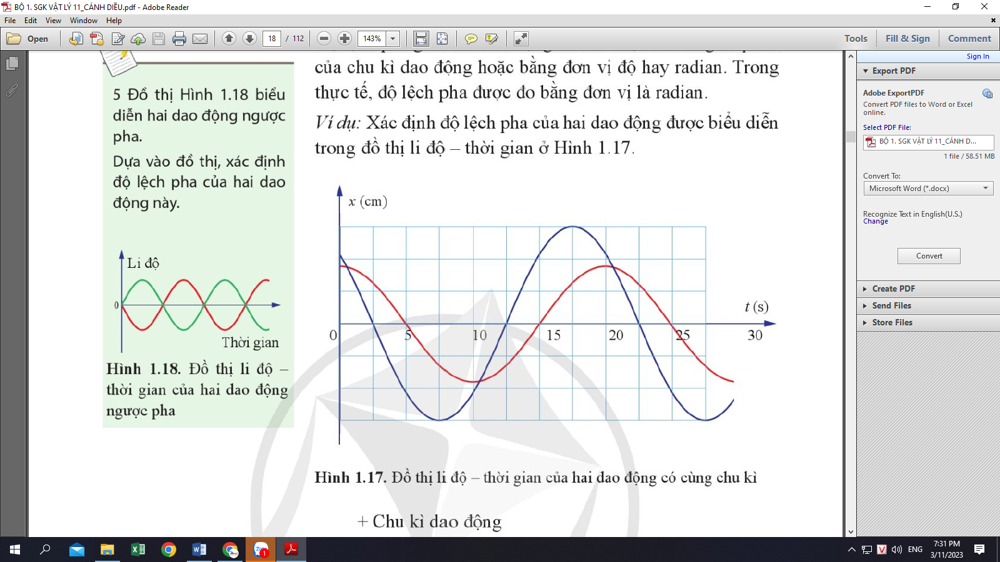 BỘ 1. SGK VẬT LÝ 11_CÁNH DIỀU.pdf - Adobe Reader
File Edit View Window Help
Open 18 / 112 143% Tools Fill & Sign Comment
5 Đồ thị Hình 1.18 biểu
diễn hai dao động ngược
pha.
Dựa vào đồ thị, xác định
độ lệch pha của hai dao
động này.
Li độ
0
Thời gian
Hình 1.18. Đồ thị li độ –
thời gian của hai dao động
ngược pha
của chu kì dao động hoặc bằng đơn vị độ hay radian. Trong
thực tế, độ lệch pha được đo bằng đơn vị là radian.
Ví dụ: Xác định độ lệch pha của hai dao động được biểu diễn
trong đồ thị li độ – thời gian ở Hình 1.17.
x (cm)
t (s)
0 5 10 15 20 25 30
Hình 1.17. Đồ thị li độ – thời gian của hai dao động có cùng chu kì
+ Chu kì dao động
Sign In
Export PDF
Adobe ExportPDF
Convert PDF files to Word or Excel
online.
Select PDF File:
BỘ 1. SGK VẬT LÝ 11_CÁNH D...
1 file / 58.51 MB
Convert To:
Microsoft Word (*.docx)
Recognize Text in English(U.S.)
Change
Convert
Create PDF
Send Files
Store Files
1
V ENG
7:31 PM
3/11/2023